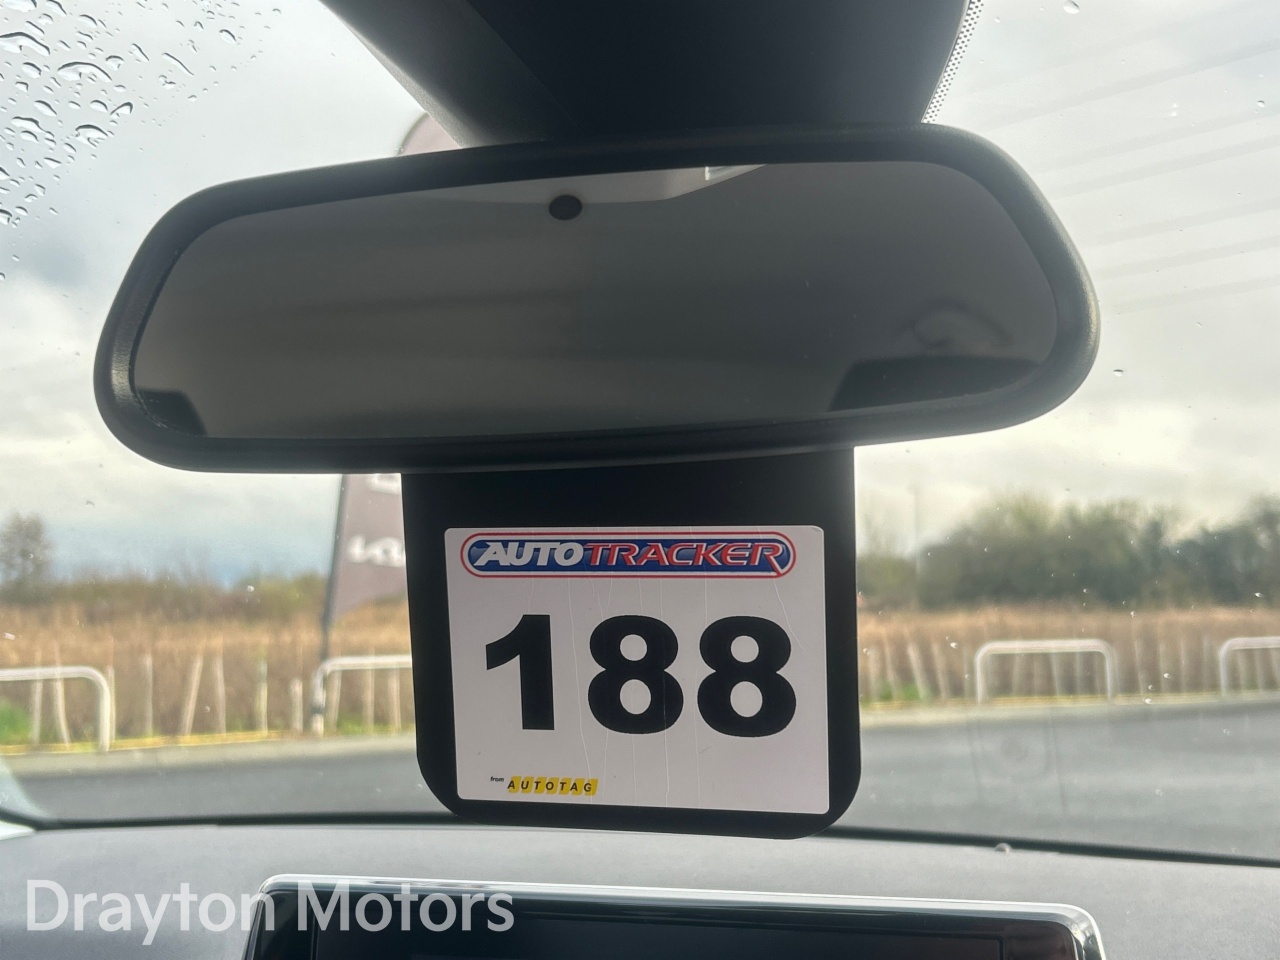 AUTOTRACKER
188
from AUTOTAG
Drayton Motors